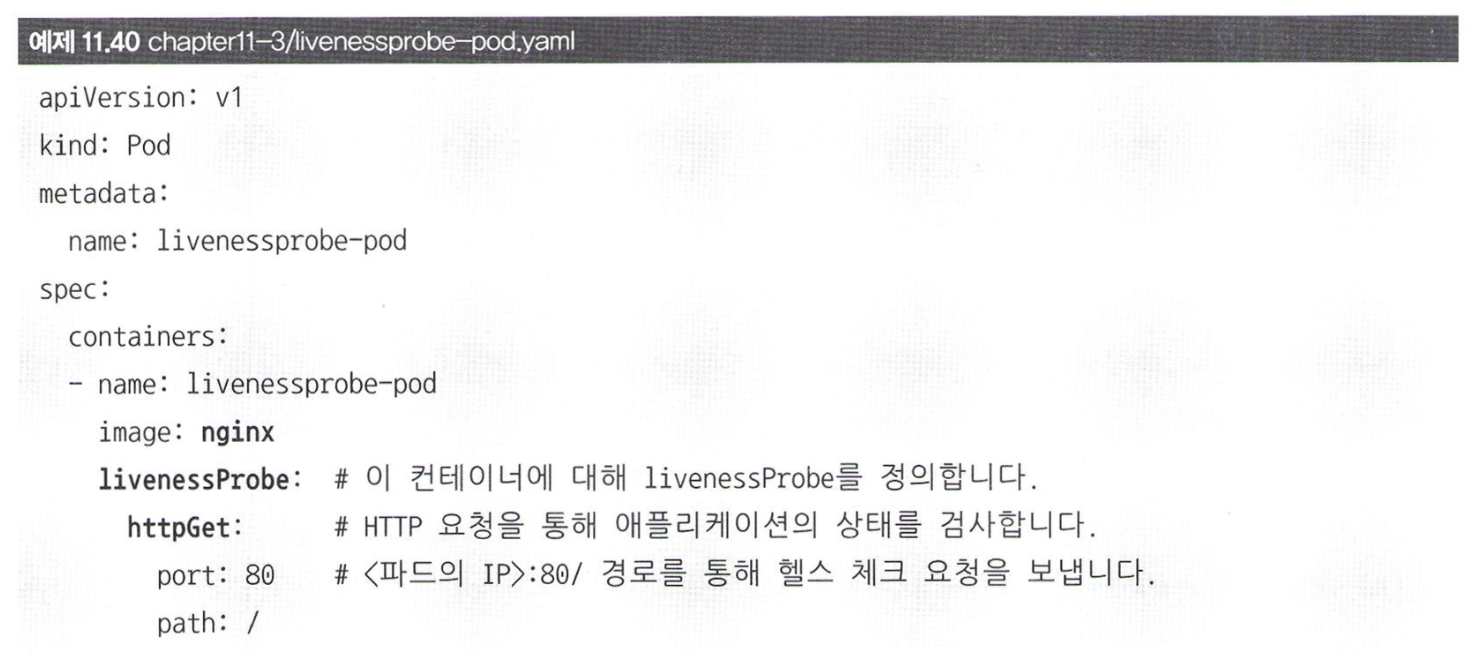 예제 11.40 chapter11-3/livenessprobe-pod.yaml
apiVersion: v1
kind: Pod
metadata:
  name: livenessprobe-pod
spec:
  containers:
  - name: livenessprobe-pod
    image: nginx
    livenessProbe:  # 이 컨테이너에 대해 livenessProbe를 정의합니다.
      httpGet:      # HTTP 요청을 통해 애플리케이션의 상태를 검사합니다.
        port: 80    # <파드의 IP>:80/ 경로를 통해 헬스 체크 요청을 보냅니다.
        path: /